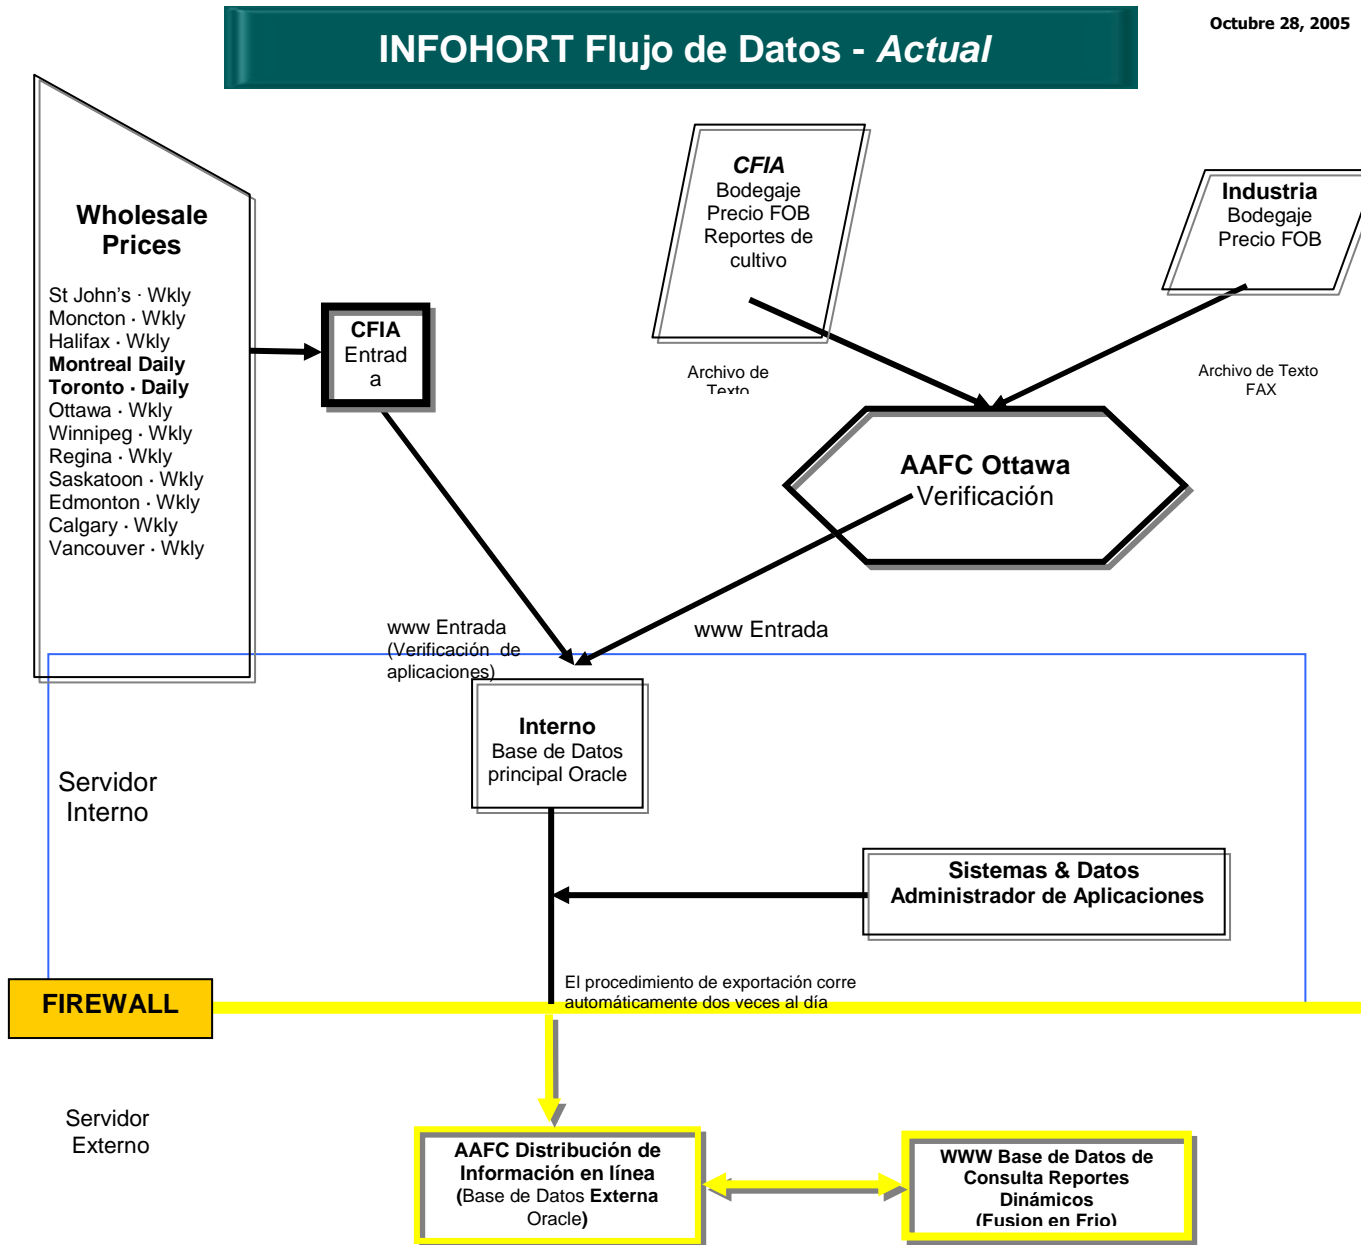 Octubre 28, 2005
INFOHORT Flujo de Datos - Actual
Wholesale
Prices
St John's · Wkly
Moncton · Wkly
Halifax · Wkly
Montreal Daily
Toronto · Daily
Ottawa · Wkly
Winnipeg · Wkly
Regina · Wkly
Saskatoon · Wkly
Edmonton · Wkly
Calgary · Wkly
Vancouver · Wkly
CFIA
Entrad
a
CFIA
Bodegaje
Precio FOB
Reportes de
cultivo
Industria
Bodegaje
Precio FOB
Archivo de
Texto
Archivo de Texto
FAX
AAFC Ottawa
Verificación
www Entrada
(Verificación de
aplicaciones)
www Entrada
Interno
Base de Datos
principal Oracle
Servidor
Interno
Sistemas & Datos
Administrador de Aplicaciones
El procedimiento de exportación corre
automáticamente dos veces al día
FIREWALL
Servidor
Externo
AAFC Distribución de
Información en línea
(Base de Datos Externa
Oracle)
WWW Base de Datos de
Consulta Reportes
Dinámicos
(Fusion en Frio)